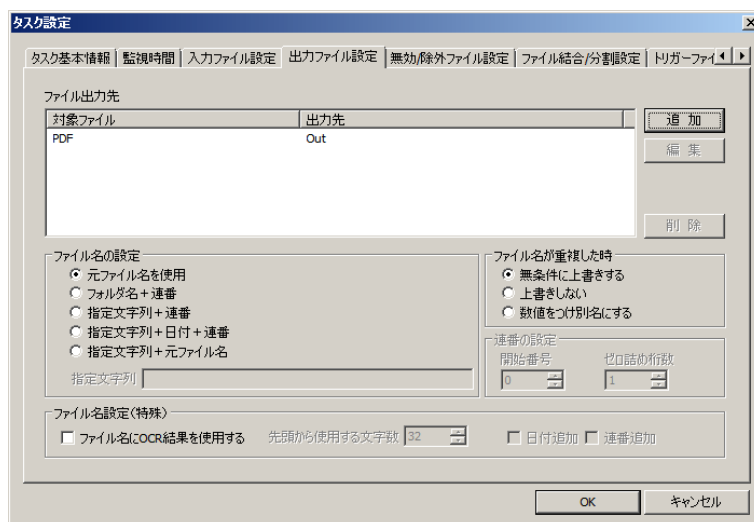 タスク設定
タスク基本情報 監視時間 入力ファイル設定 出力ファイル設定 無効/除外ファイル設定 ファイル結合/分割設定 トリガーファイ
ファイル出力先
対象ファイル 出力先
追 加
PDF Out
編 集
削 除
ファイル名の設定
元ファイル名を使用
フォルダ名+連番
指定文字列+連番
指定文字列+日付+連番
指定文字列+元ファイル名
指定文字列
ファイル名が重複した時
無条件に上書きする
上書きしない
数値をつけ別名にする
連番の設定
開始番号 ゼロ詰め桁数
0 1
ファイル名設定(特殊)
ファイル名にOCR結果を使用する 先頭から使用する文字数 32 日付追加 連番追加
OK キャンセル